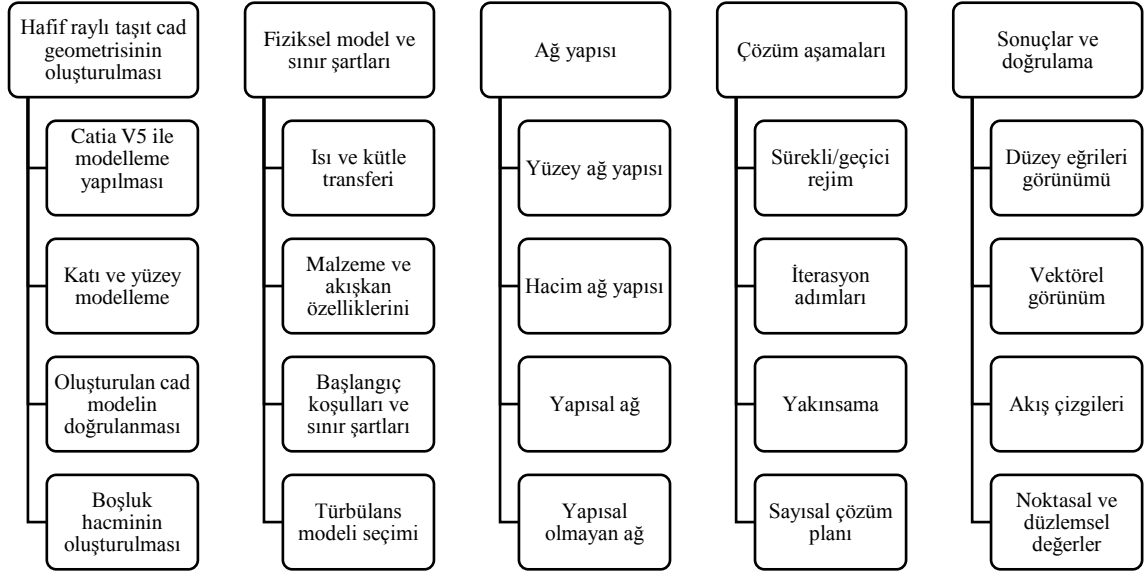 Hafif raylı taşıt cad
geometrisinin
oluşturulması
Catia V5 ile
modelleme
yapılması
Katı ve yüzey
modelleme
Oluşturulan cad
modelin
doğrulanması
Boşluk
hacminin
oluşturulması
Fiziksel model ve
sınır şartları
Isı ve kütle
transferi
Malzeme ve
akışkan
özelliklerini
Başlangıç
koşulları ve
sınır şartları
Türbülans
modeli seçimi
Ağ yapısı
Yüzey ağ yapısı
Hacim ağ yapısı
Yapısal ağ
Yapısal
olmayan ağ
Çözüm aşamaları
Sürekli/geçici
rejim
İterasyon
adımları
Yakınsama
Sayısal çözüm
planı
Sonuçlar ve
doğrulama
Düzey eğrileri
görünümü
Vektörel
görünüm
Akış çizgileri
Noktasal ve
düzlemsel
değerler